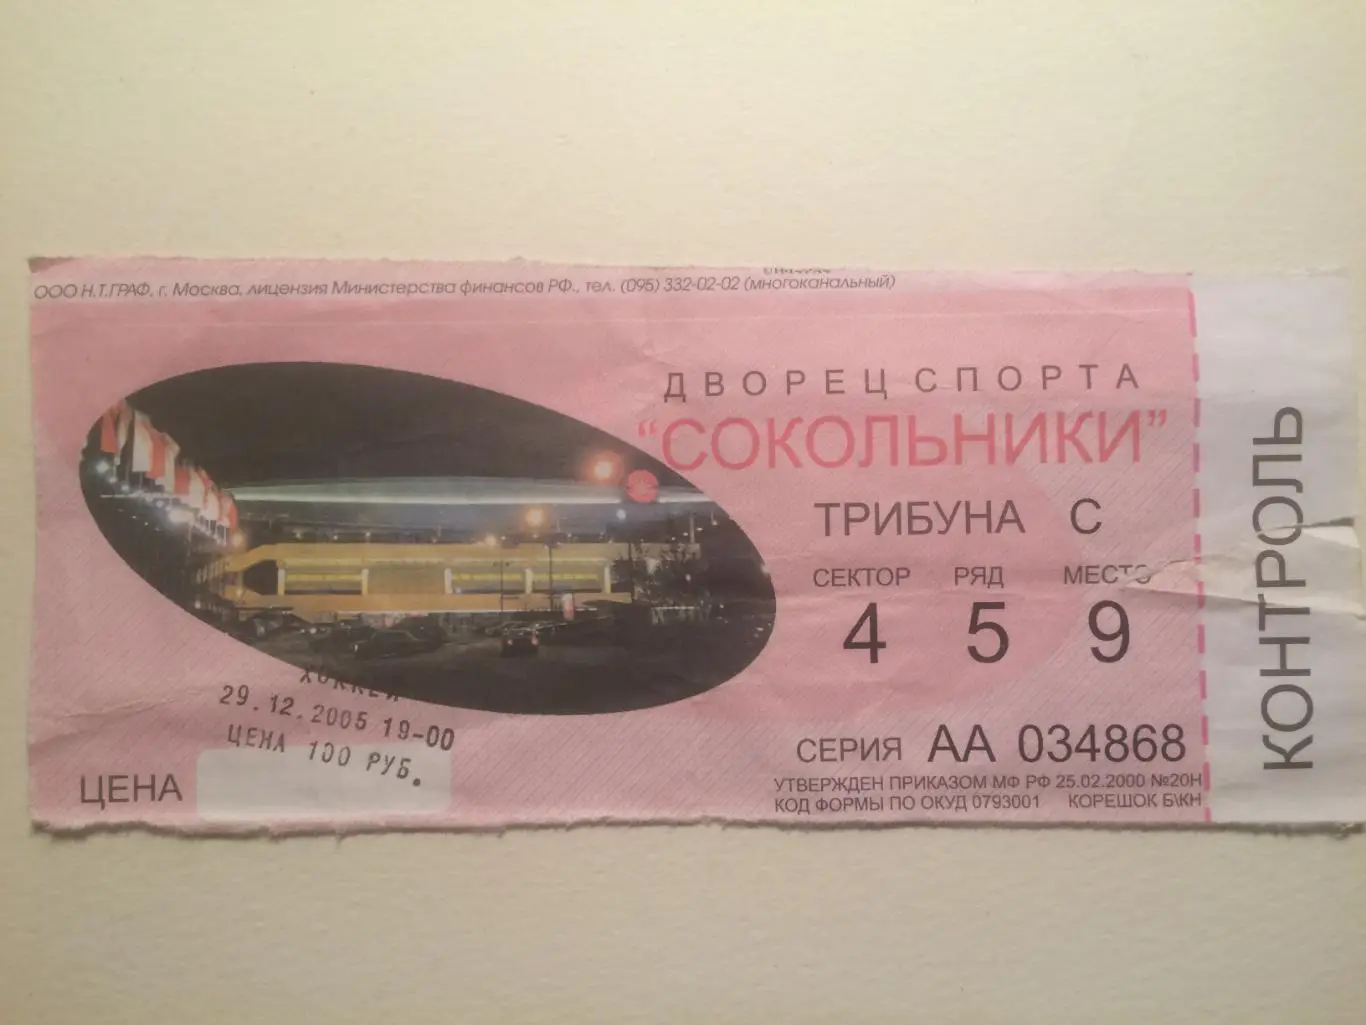 ООО Н.Т.ГРАФ, г. Москва, лицензия Министерства финансов РФ., тел. (095) 332-02-02 (многоканальный)
ДВОРЕЦ СПОРТА
"СОКОЛЬНИКИ"
ТРИБУНА С
СЕКТОР РЯД МЕСТО
4 5 9
ХОККЕЙ
29.12.2005 19-00
ЦЕНА 100 РУБ.
ЦЕНА
СЕРИЯ АА 034868
УТВЕРЖДЕН ПРИКАЗОМ МФ РФ 25.02.2000 №20Н
КОД ФОРМЫ ПО ОКУД 0793001 КОРЕШОК Б\КН
КОНТРОЛЬ